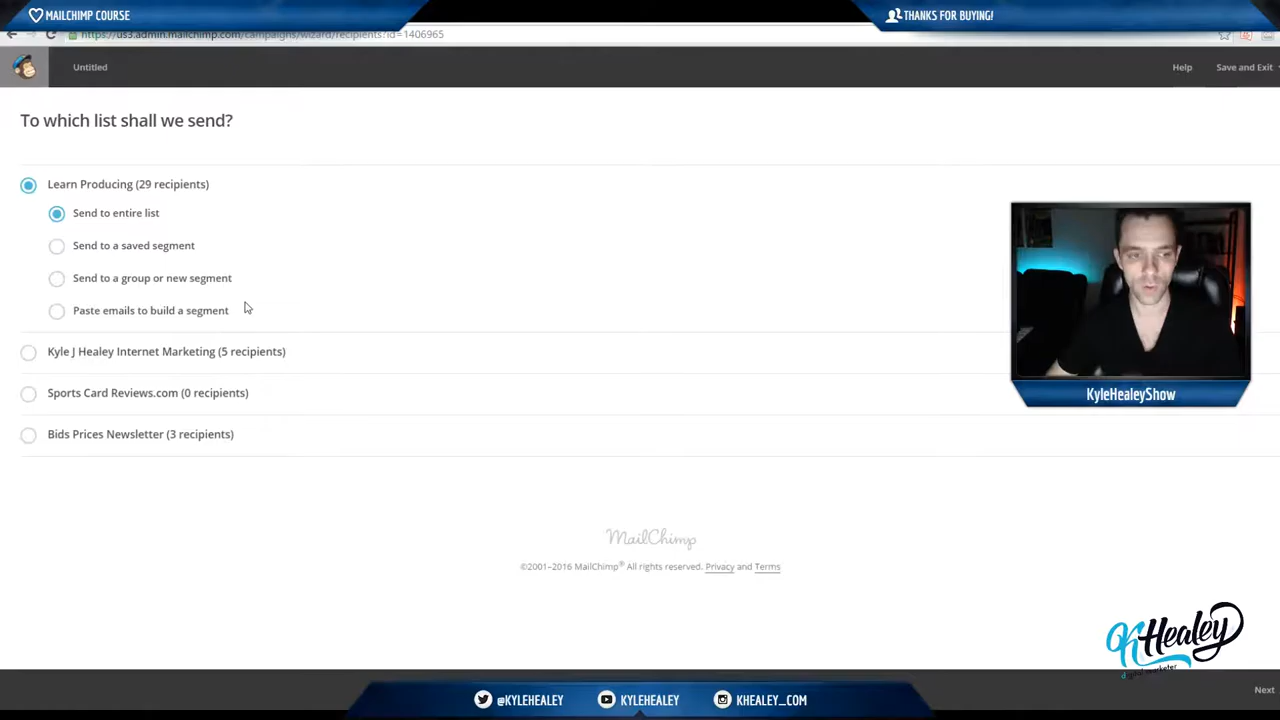 MAILCHIMP COURSE
THANKS FOR BUYING!
https://us3.admin.mailchimp.com/campaigns/wizard/recipients?id=1406965
Untitled
Help
Save and Exit
To which list shall we send?
Learn Producing (29 recipients)
Send to entire list
Send to a saved segment
Send to a group or new segment
Paste emails to build a segment
Kyle J Healey Internet Marketing (5 recipients)
Sports Card Reviews.com (0 recipients)
Bids Prices Newsletter (3 recipients)
KyleHealeyShow
MailChimp
©2001–2016 MailChimp® All rights reserved. Privacy and Terms
KHealey
digital marketer
Next
@KYLEHEALEY
KYLEHEALEY
KHEALEY_COM